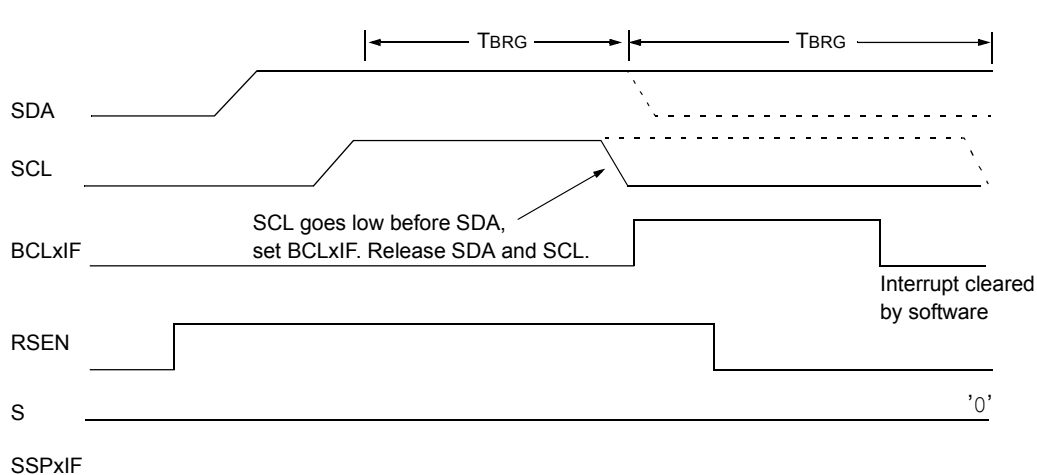 TBRG TBRG
SDA
SCL
SCL goes low before SDA,
set BCLxIF. Release SDA and SCL.
BCLxIF
Interrupt cleared
by software
RSEN
S '0'
SSPxIF